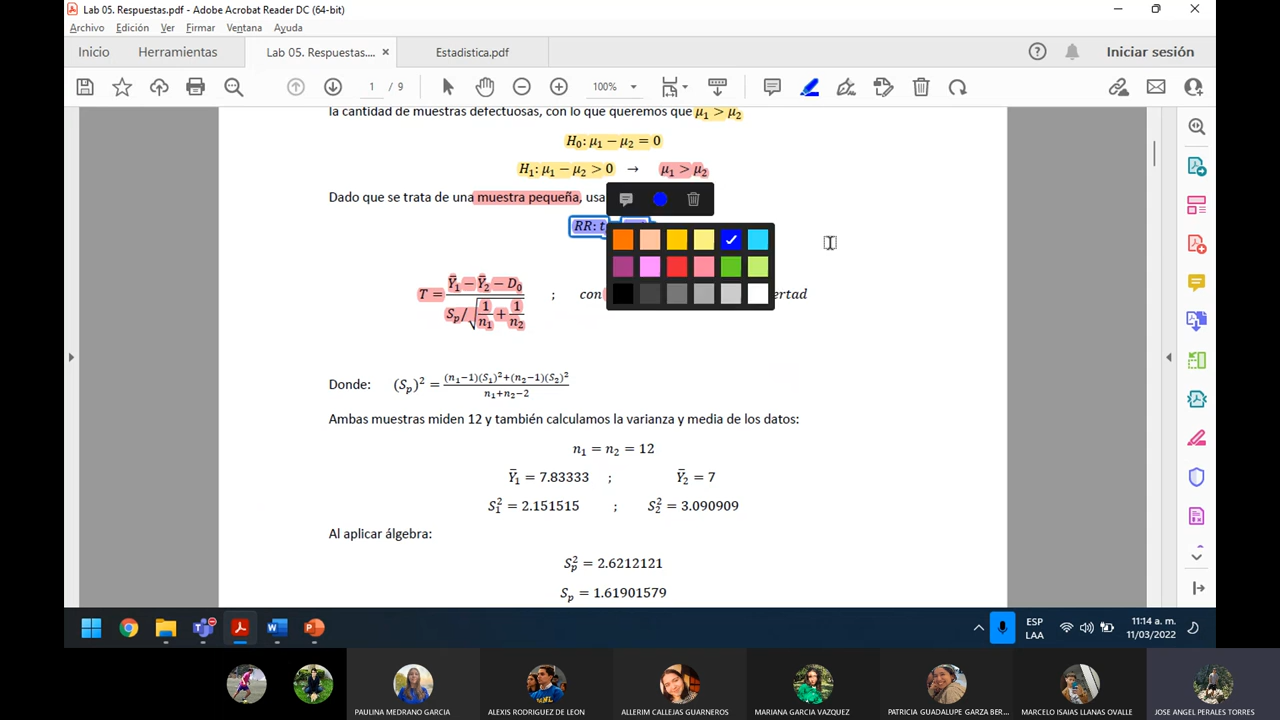 Lab 05. Respuestas.pdf - Adobe Acrobat Reader DC (64-bit)
Archivo Edición Ver Firmar Ventana Ayuda
Inicio Herramientas Lab 05. Respuestas.... × Estadistica.pdf Iniciar sesión
1 / 9 100%
la cantidad de muestras defectuosas, con lo que queremos que μ₁ > μ₂
H₀: μ₁ − μ₂ = 0
H₁: μ₁ − μ₂ > 0 → μ₁ > μ₂
Dado que se trata de una muestra pequeña, usa
RR: t
T = (Ȳ₁ − Ȳ₂ − D₀) / (Sₚ/√(1/n₁ + 1/n₂)) ; con ertad
Donde: (Sₚ)² = ((n₁−1)(S₁)²+(n₂−1)(S₂)²) / (n₁+n₂−2)
Ambas muestras miden 12 y también calculamos la varianza y media de los datos:
n₁ = n₂ = 12
Ȳ₁ = 7.83333 ; Ȳ₂ = 7
S₁² = 2.151515 ; S₂² = 3.090909
Al aplicar álgebra:
Sₚ² = 2.6212121
Sₚ = 1.61901579
ESP
LAA
11:14 a. m.
11/03/2022
PAULINA MEDRANO GARCIA ALEXIS RODRIGUEZ DE LEON ALLERIM CALLEJAS GUARNEROS MARIANA GARCIA VAZQUEZ PATRICIA GUADALUPE GARZA BER... MARCELO ISAIAS LLANAS OVALLE JOSE ANGEL PERALES TORRES